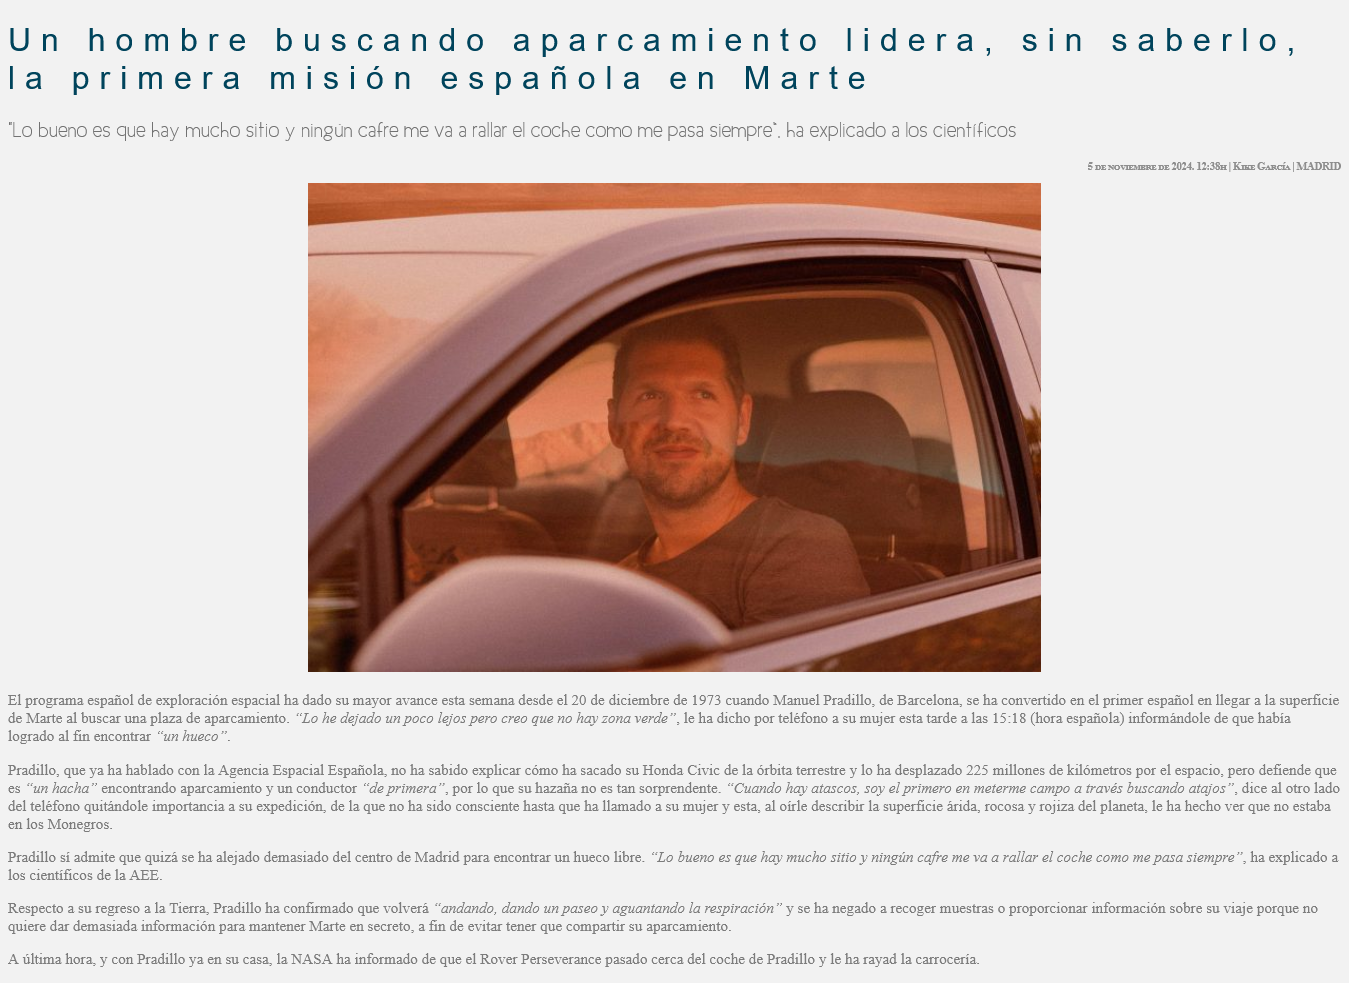 Un hombre buscando aparcamiento lidera, sin saberlo,
la primera misión española en Marte
"Lo bueno es que hay mucho sitio y ningún cafre me va a rallar el coche como me pasa siempre", ha explicado a los científicos
5 de noviembre de 2024. 12:38h | Kike García | MADRID
El programa español de exploración espacial ha dado su mayor avance esta semana desde el 20 de diciembre de 1973 cuando Manuel Pradillo, de Barcelona, se ha convertido en el primer español en llegar a la superficie
de Marte al buscar una plaza de aparcamiento. “Lo he dejado un poco lejos pero creo que no hay zona verde”, le ha dicho por teléfono a su mujer esta tarde a las 15:18 (hora española) informándole de que había
logrado al fin encontrar “un hueco”.
Pradillo, que ya ha hablado con la Agencia Espacial Española, no ha sabido explicar cómo ha sacado su Honda Civic de la órbita terrestre y lo ha desplazado 225 millones de kilómetros por el espacio, pero defiende que
es “un hacha” encontrando aparcamiento y un conductor “de primera”, por lo que su hazaña no es tan sorprendente. “Cuando hay atascos, soy el primero en meterme campo a través buscando atajos”, dice al otro lado
del teléfono quitándole importancia a su expedición, de la que no ha sido consciente hasta que ha llamado a su mujer y esta, al oírle describir la superficie árida, rocosa y rojiza del planeta, le ha hecho ver que no estaba
en los Monegros.
Pradillo sí admite que quizá se ha alejado demasiado del centro de Madrid para encontrar un hueco libre. “Lo bueno es que hay mucho sitio y ningún cafre me va a rallar el coche como me pasa siempre”, ha explicado a
los científicos de la AEE.
Respecto a su regreso a la Tierra, Pradillo ha confirmado que volverá “andando, dando un paseo y aguantando la respiración” y se ha negado a recoger muestras o proporcionar información sobre su viaje porque no
quiere dar demasiada información para mantener Marte en secreto, a fin de evitar tener que compartir su aparcamiento.
A última hora, y con Pradillo ya en su casa, la NASA ha informado de que el Rover Perseverance pasado cerca del coche de Pradillo y le ha rayad la carrocería.